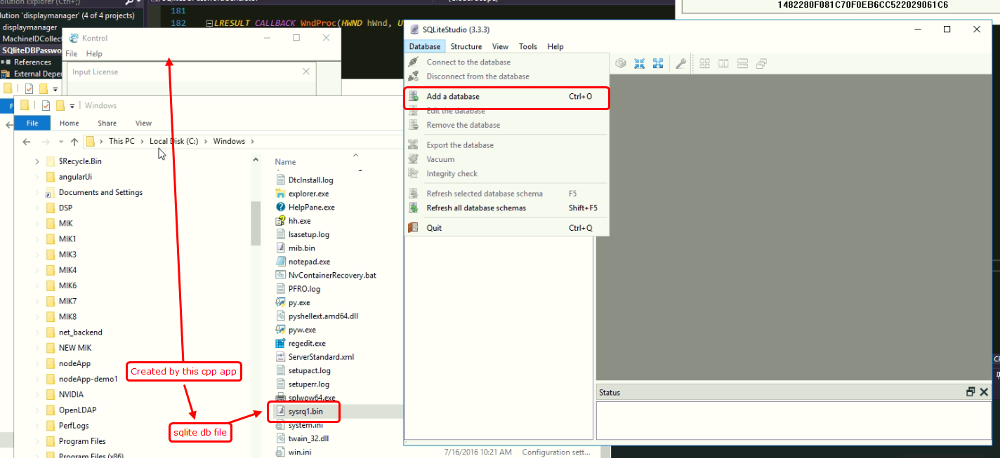 olution Explorer (Ctrl+;)
ution 'displaymanager' (4 of 4 projects)
displaymanager
MachineIDCollec
SQliteDBPasswo
References
External Depe
181
182 LRESULT CALLBACK WndProc(HWND hWnd, U
1482280F081C70F0EB6CC522029061C6
Kontrol
File Help
Input License
Windows
File Home Share View
This PC > Local Disk (C:) > Windows >
$Recycle.Bin
angularUi
Documents and Settings
DSP
MIK
MIK1
MIK3
MIK4
MIK6
MIK7
MIK8
net_backend
NEW MIK
nodeApp
nodeApp-demo1
NVIDIA
OpenLDAP
PerfLogs
Program Files
Program Files (x86)
Name
DtcInstall.log
explorer.exe
HelpPane.exe
hh.exe
lsasetup.log
mib.bin
notepad.exe
NvContainerRecovery.bat
PFRO.log
py.exe
pyshellext.amd64.dll
pyw.exe
regedit.exe
ServerStandard.xml
setupact.log
setuperr.log
splwow64.exe
sysrq1.bin
system.ini
twain_32.dll
win.ini
7/16/2016 10:21 AM Configuration sett...
Created by this cpp app
sqlite db file
SQLiteStudio (3.3.3)
Database Structure View Tools Help
Connect to the database
Disconnect from the database
Add a database Ctrl+O
Edit the database
Remove the database
Export the database
Vacuum
Integrity check
Refresh selected database schema F5
Refresh all database schemas Shift+F5
Quit Ctrl+Q
Status